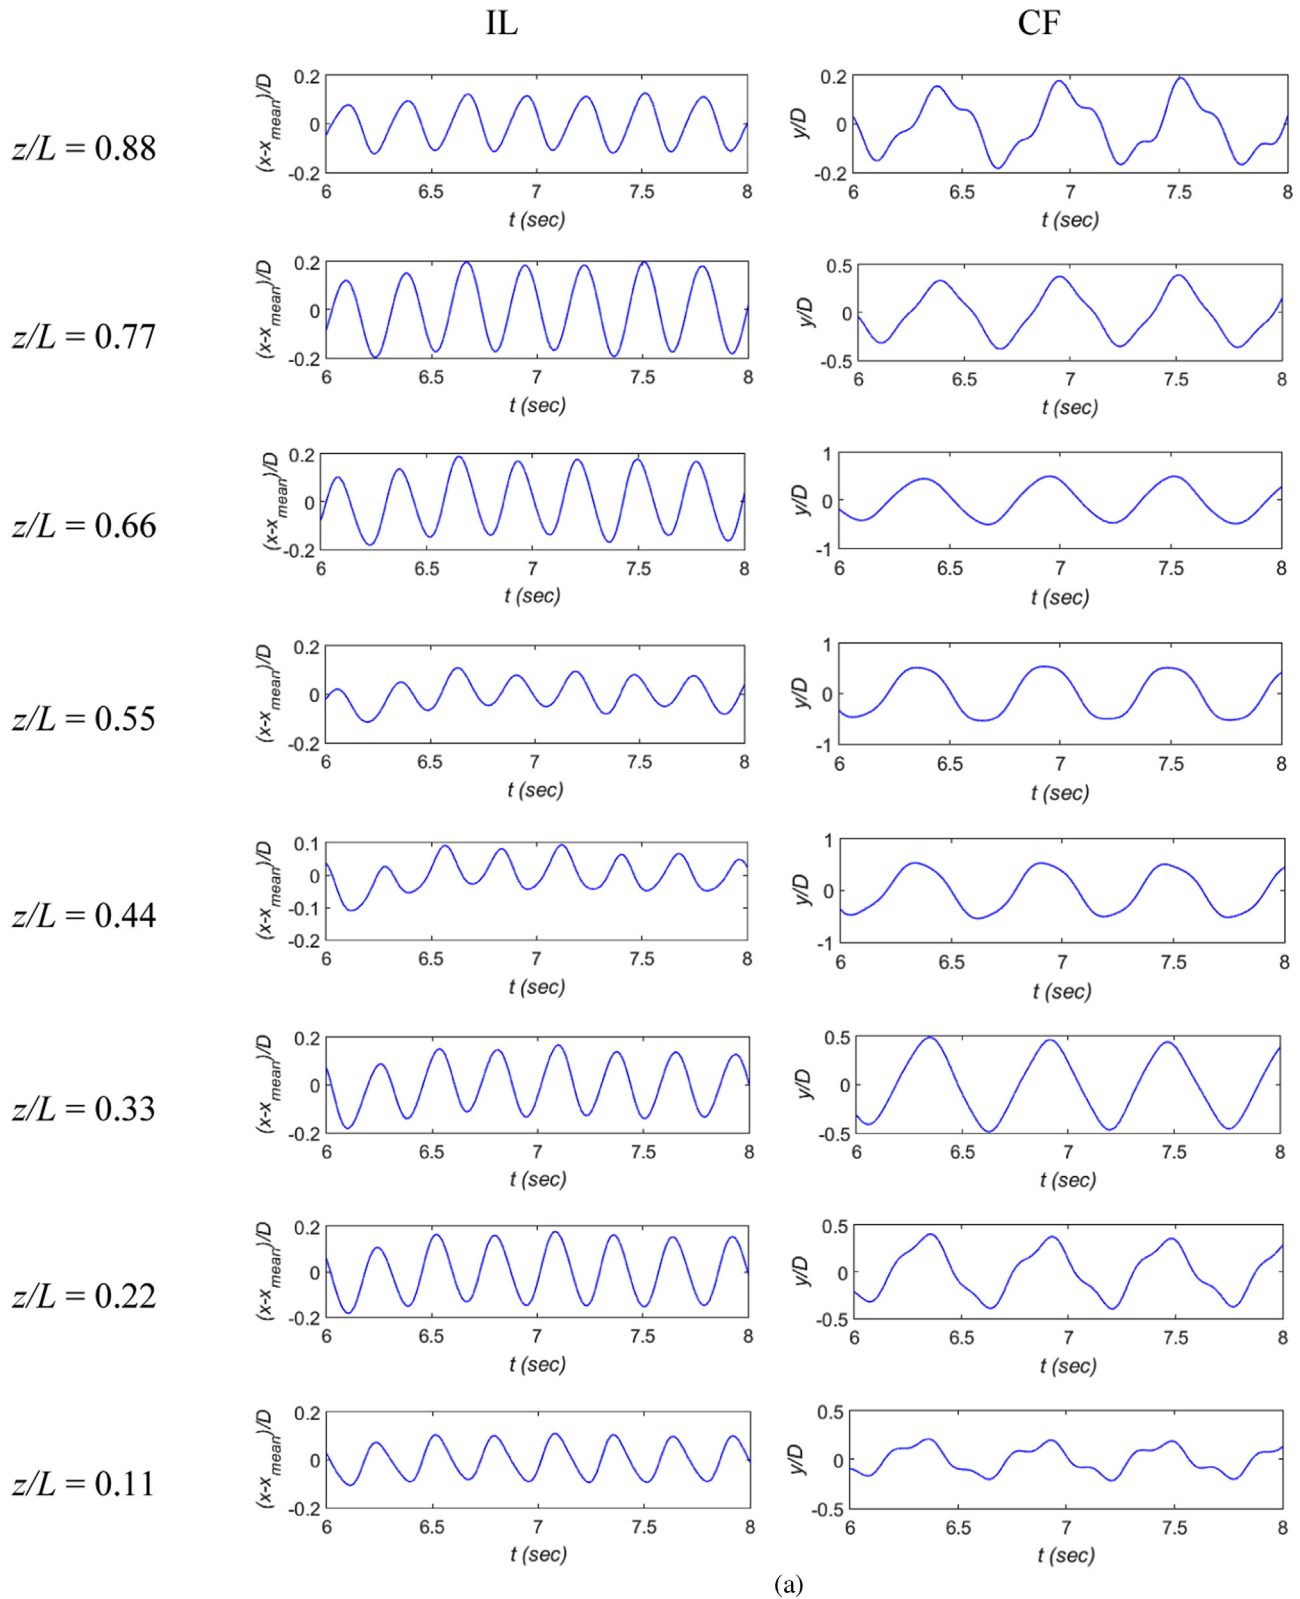 IL CF
z/L = 0.88
(x-xmean)/D 0.2 0 -0.2 6 6.5 7 7.5 8 t (sec)
y/D 0.2 0 -0.2 6 6.5 7 7.5 8 t (sec)
z/L = 0.77
(x-xmean)/D 0.2 0 -0.2 6 6.5 7 7.5 8 t (sec)
y/D 0.5 0 -0.5 6 6.5 7 7.5 8 t (sec)
z/L = 0.66
(x-xmean)/D 0.2 0 -0.2 6 6.5 7 7.5 8 t (sec)
y/D 1 0 -1 6 6.5 7 7.5 8 t (sec)
z/L = 0.55
(x-xmean)/D 0.2 0 -0.2 6 6.5 7 7.5 8 t (sec)
y/D 1 0 -1 6 6.5 7 7.5 8 t (sec)
z/L = 0.44
(x-xmean)/D 0.1 0 -0.1 -0.2 6 6.5 7 7.5 8 t (sec)
y/D 1 0 -1 6 6.5 7 7.5 8 t (sec)
z/L = 0.33
(x-xmean)/D 0.2 0 -0.2 6 6.5 7 7.5 8 t (sec)
y/D 0.5 0 -0.5 6 6.5 7 7.5 8 t (sec)
z/L = 0.22
(x-xmean)/D 0.2 0 -0.2 6 6.5 7 7.5 8 t (sec)
y/D 0.5 0 -0.5 6 6.5 7 7.5 8 t (sec)
z/L = 0.11
(x-xmean)/D 0.2 0 -0.2 6 6.5 7 7.5 8 t (sec)
y/D 0.5 0 -0.5 6 6.5 7 7.5 8 t (sec)
(a)